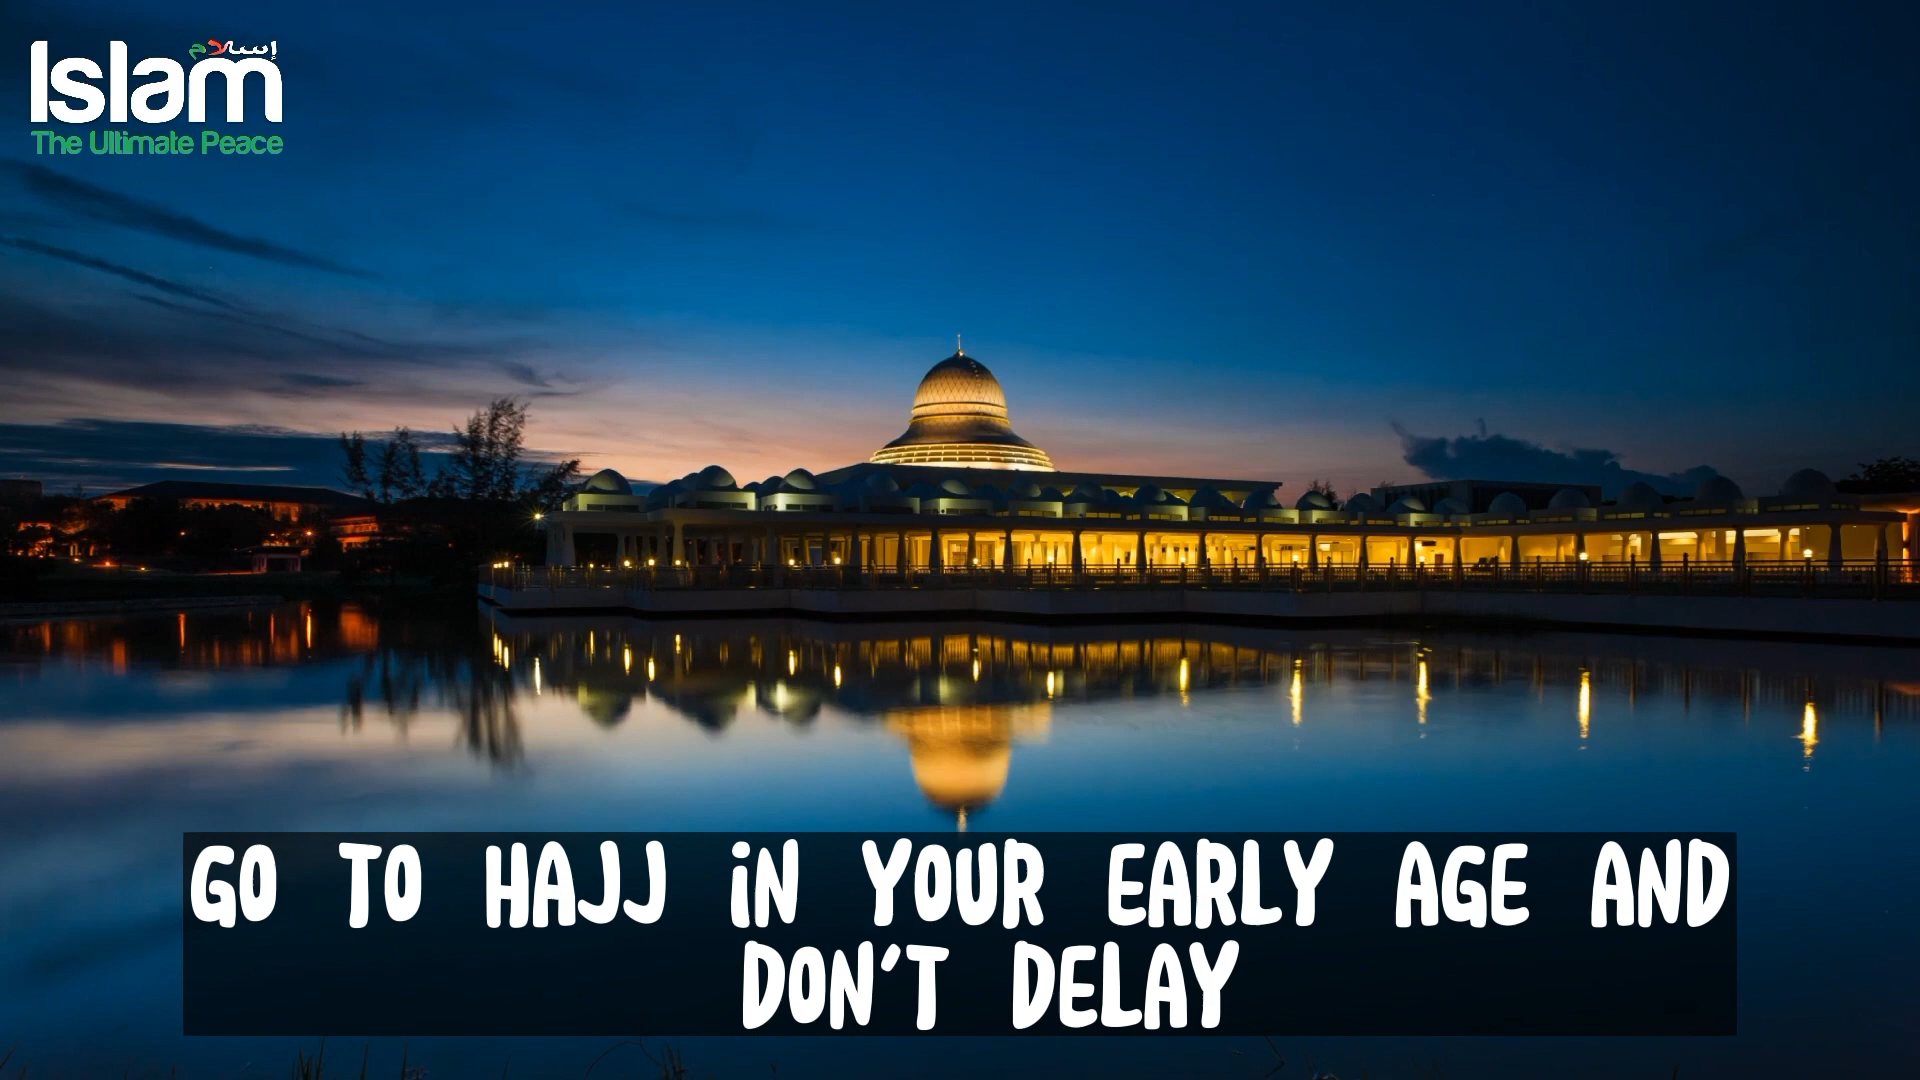 إسلام
Islam
The Ultimate Peace
GO TO HAJJ iN YOUR EARLY AGE AND
DON'T DELAY